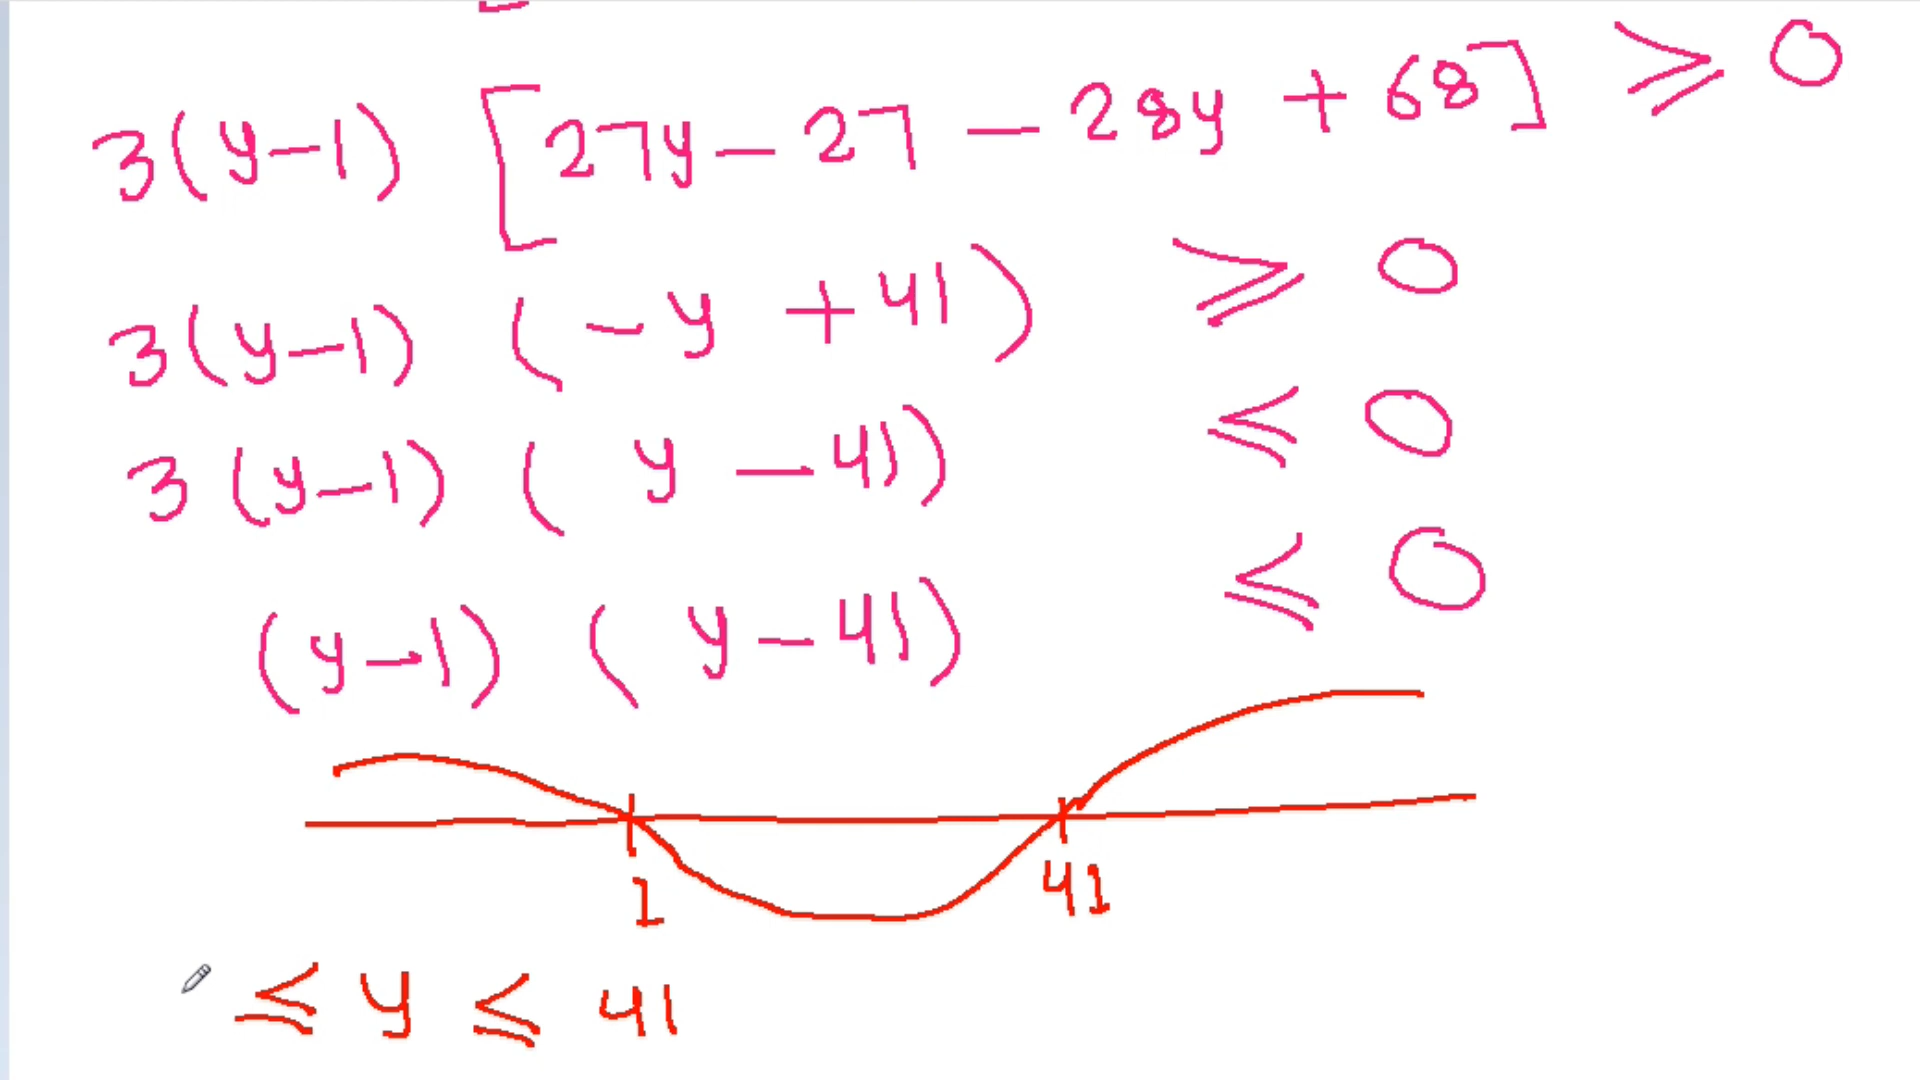 3(y-1) [27y - 27 - 28y + 68] ⩾ 0
3(y-1) (-y + 41) ⩾ 0
3(y-1) (y - 41) ⩽ 0
(y-1) (y - 41) ⩽ 0
1 41
⩽ y ⩽ 41